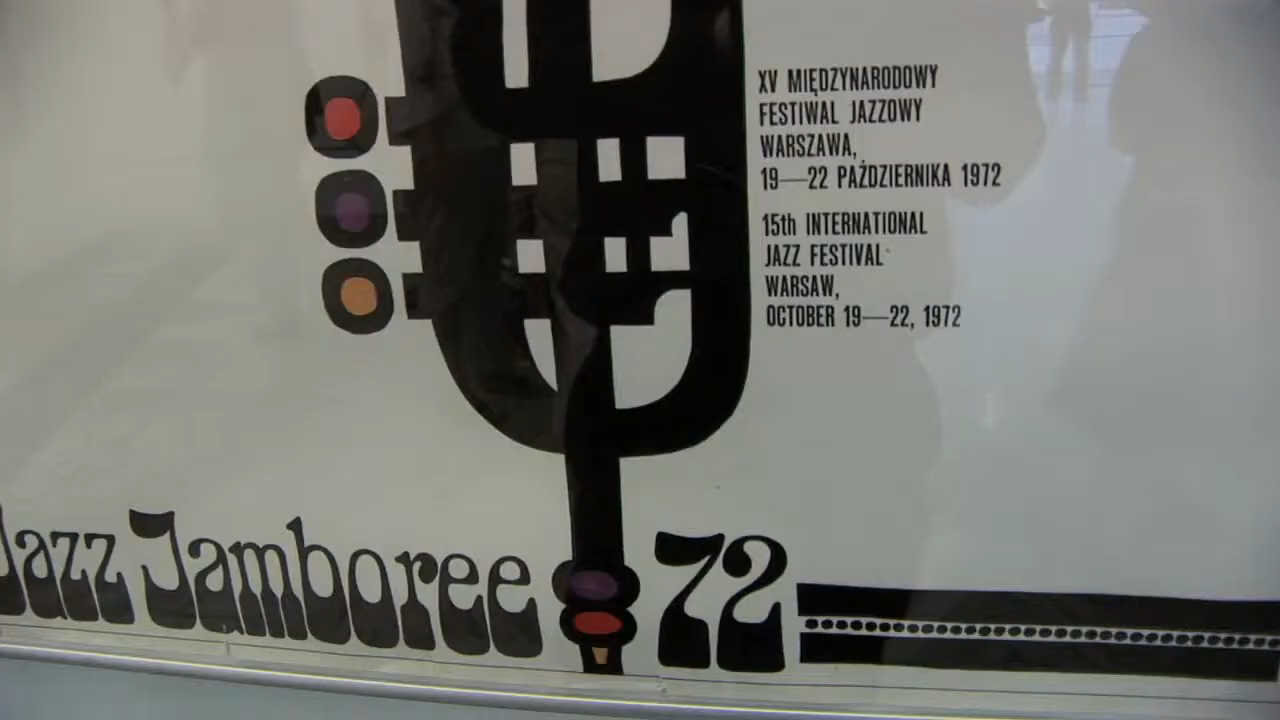 XV MIĘDZYNARODOWY
FESTIWAL JAZZOWY
WARSZAWA,
19—22 PAŹDZIERNIKA 1972
15th INTERNATIONAL
JAZZ FESTIVAL
WARSAW,
OCTOBER 19—22, 1972
Jazz Jamboree 72